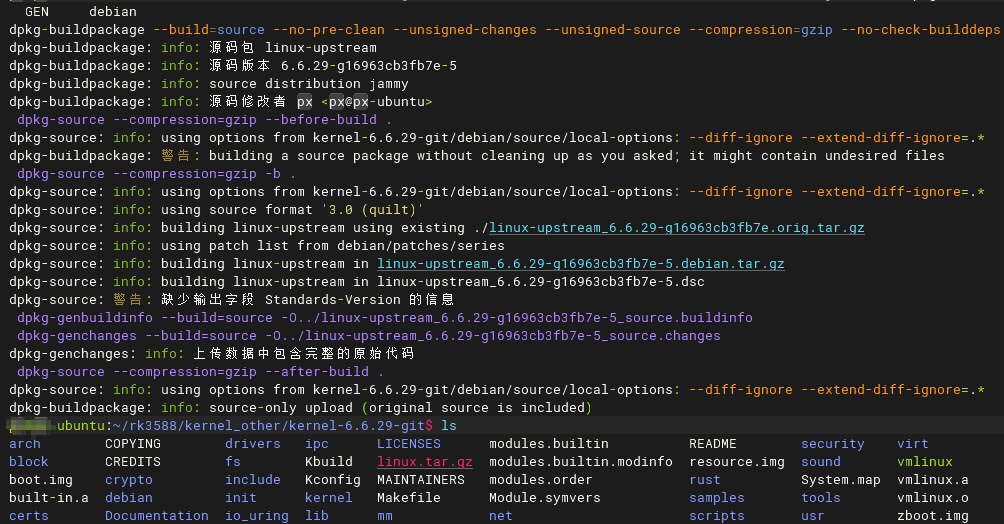 GEN     debian
dpkg-buildpackage --build=source --no-pre-clean --unsigned-changes --unsigned-source --compression=gzip --no-check-builddeps
dpkg-buildpackage: info: 源码包 linux-upstream
dpkg-buildpackage: info: 源码版本 6.6.29-g16963cb3fb7e-5
dpkg-buildpackage: info: source distribution jammy
dpkg-buildpackage: info: 源码修改者 px <px@px-ubuntu>
 dpkg-source --compression=gzip --before-build .
dpkg-source: info: using options from kernel-6.6.29-git/debian/source/local-options: --diff-ignore --extend-diff-ignore=.*
dpkg-buildpackage: 警告: building a source package without cleaning up as you asked; it might contain undesired files
 dpkg-source --compression=gzip -b .
dpkg-source: info: using options from kernel-6.6.29-git/debian/source/local-options: --diff-ignore --extend-diff-ignore=.*
dpkg-source: info: using source format '3.0 (quilt)'
dpkg-source: info: building linux-upstream using existing ./linux-upstream_6.6.29-g16963cb3fb7e.orig.tar.gz
dpkg-source: info: using patch list from debian/patches/series
dpkg-source: info: building linux-upstream in linux-upstream_6.6.29-g16963cb3fb7e-5.debian.tar.gz
dpkg-source: info: building linux-upstream in linux-upstream_6.6.29-g16963cb3fb7e-5.dsc
dpkg-source: 警告: 缺少输出字段 Standards-Version 的信息
 dpkg-genbuildinfo --build=source -O../linux-upstream_6.6.29-g16963cb3fb7e-5_source.buildinfo
 dpkg-genchanges --build=source -O../linux-upstream_6.6.29-g16963cb3fb7e-5_source.changes
dpkg-genchanges: info: 上传数据中包含完整的原始代码
 dpkg-source --compression=gzip --after-build .
dpkg-source: info: using options from kernel-6.6.29-git/debian/source/local-options: --diff-ignore --extend-diff-ignore=.*
dpkg-buildpackage: info: source-only upload (original source is included)
ubuntu:~/rk3588/kernel_other/kernel-6.6.29-git$ ls
arch COPYING drivers ipc LICENSES modules.builtin README security virt
block CREDITS fs Kbuild linux.tar.gz modules.builtin.modinfo resource.img sound vmlinux
boot.img crypto include Kconfig MAINTAINERS modules.order rust System.map vmlinux.a
built-in.a debian init kernel Makefile Module.symvers samples tools vmlinux.o
certs Documentation io_uring lib mm net scripts usr zboot.img